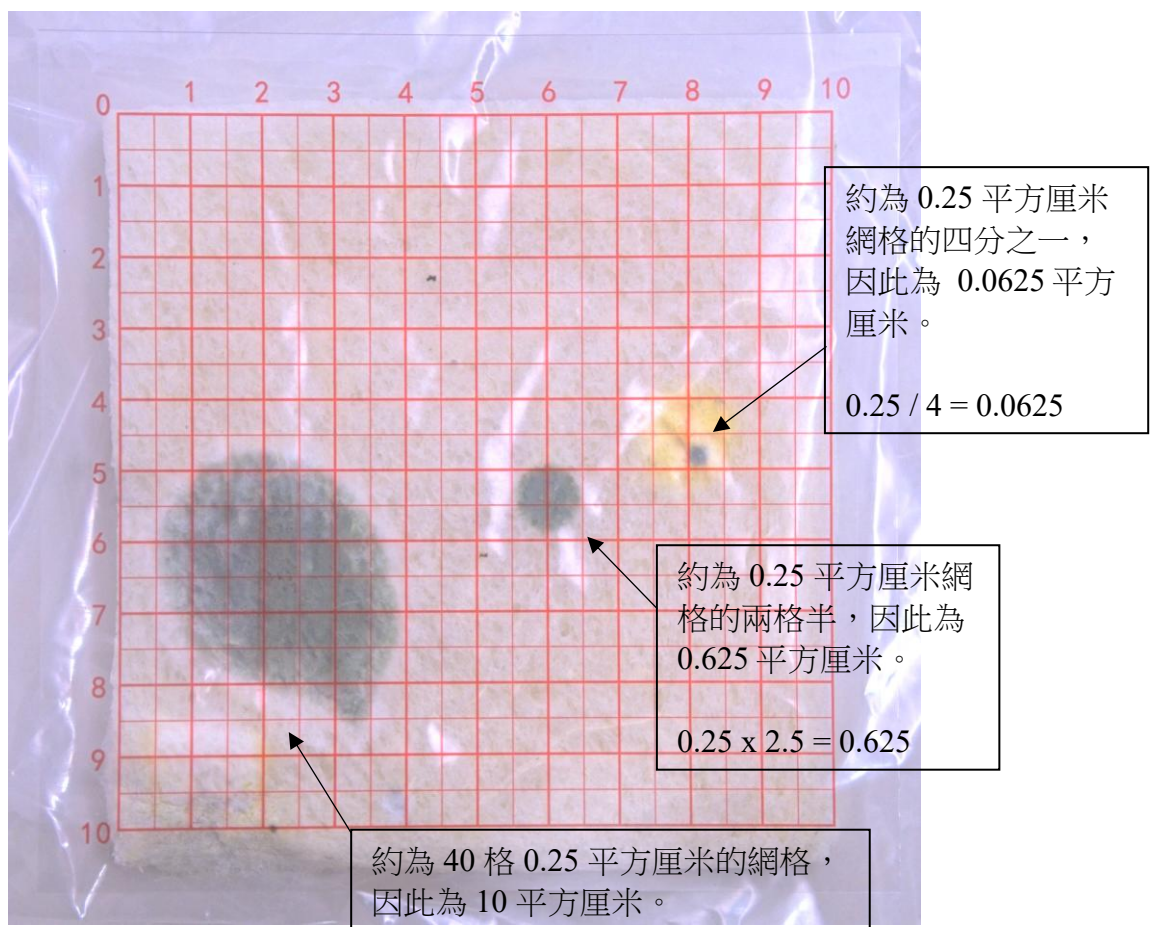 0 1 2 3 4 5 6 7 8 9 10
1
2
3
4
5
6
7
8
9
10
約為 0.25 平方厘米
網格的四分之一，
因此為 0.0625 平方
厘米。
0.25 / 4 = 0.0625
約為 0.25 平方厘米網
格的兩格半，因此為
0.625 平方厘米。
0.25 x 2.5 = 0.625
約為 40 格 0.25 平方厘米的網格，
因此為 10 平方厘米。